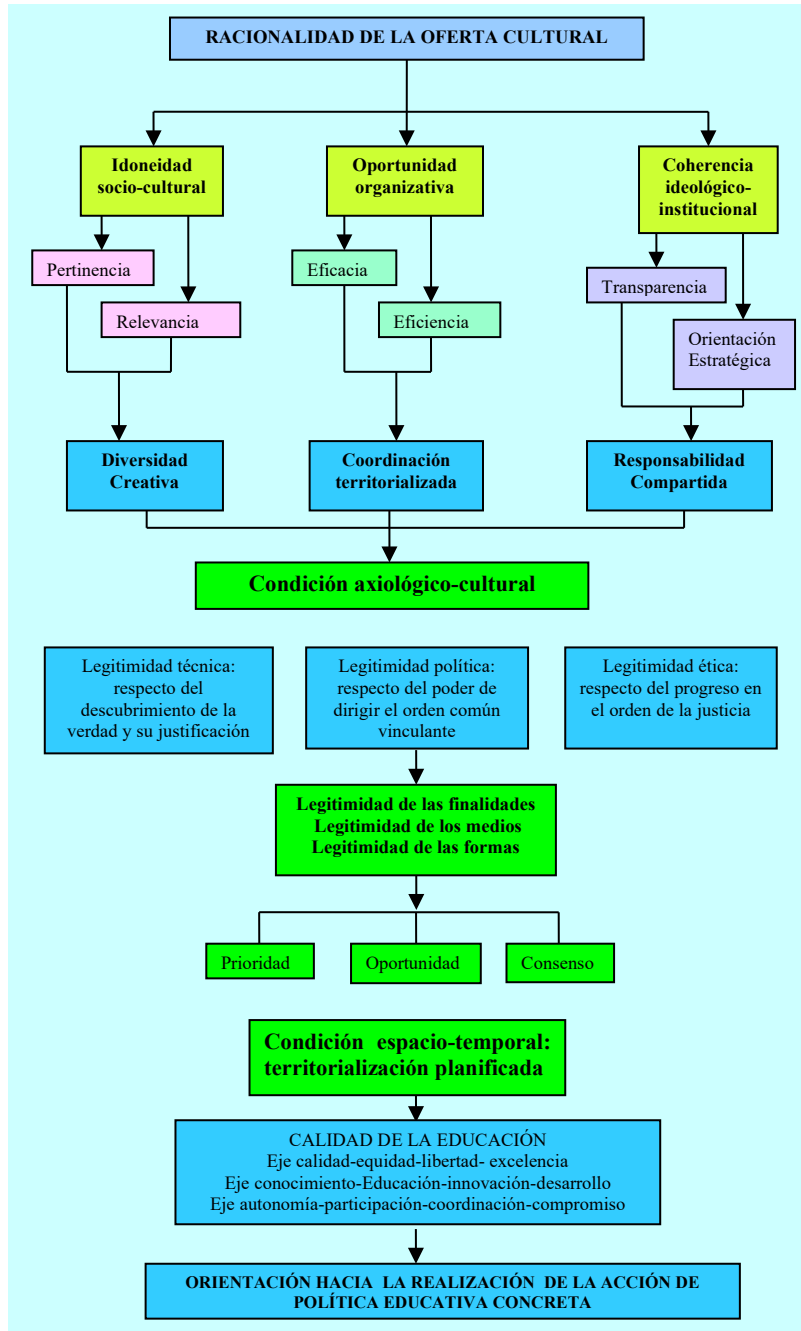 RACIONALIDAD DE LA OFERTA CULTURAL
Idoneidad
socio-cultural
Oportunidad
organizativa
Coherencia
ideológico-
institucional
Pertinencia
Relevancia
Eficacia
Eficiencia
Transparencia
Orientación
Estratégica
Diversidad
Creativa
Coordinación
territorializada
Responsabilidad
Compartida
Condición axiológico-cultural
Legitimidad técnica:
respecto del
descubrimiento de la
verdad y su justificación
Legitimidad política:
respecto del poder de
dirigir el orden común
vinculante
Legitimidad ética:
respecto del progreso en
el orden de la justicia
Legitimidad de las finalidades
Legitimidad de los medios
Legitimidad de las formas
Prioridad
Oportunidad
Consenso
Condición espacio-temporal:
territorialización planificada
CALIDAD DE LA EDUCACIÓN
Eje calidad-equidad-libertad- excelencia
Eje conocimiento-Educación-innovación-desarrollo
Eje autonomía-participación-coordinación-compromiso
ORIENTACIÓN HACIA LA REALIZACIÓN DE LA ACCIÓN DE
POLÍTICA EDUCATIVA CONCRETA